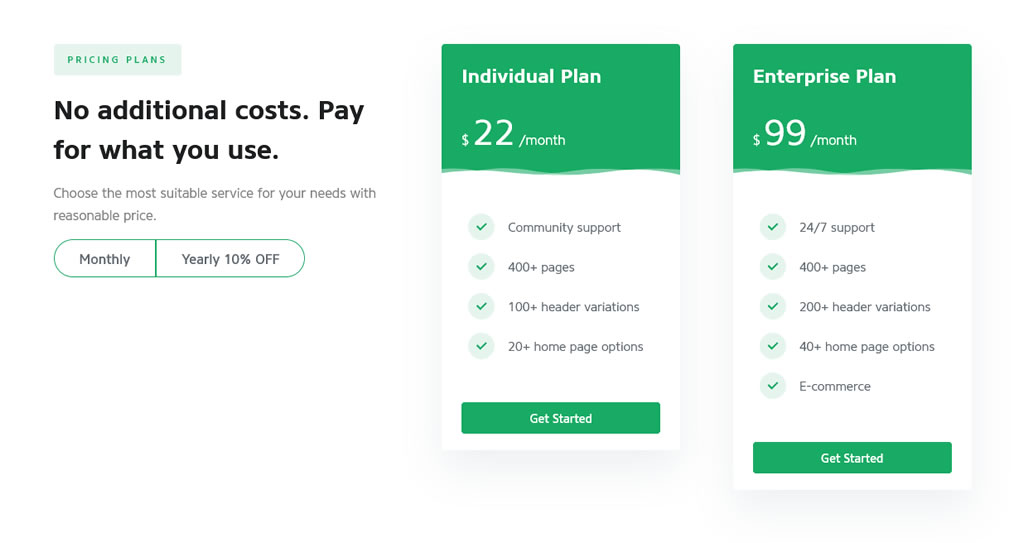 PRICING PLANS
No additional costs. Pay
for what you use.
Choose the most suitable service for your needs with
reasonable price.
Monthly
Yearly 10% OFF
Individual Plan
$ 22 /month
Community support
400+ pages
100+ header variations
20+ home page options
Get Started
Enterprise Plan
$ 99 /month
24/7 support
400+ pages
200+ header variations
40+ home page options
E-commerce
Get Started